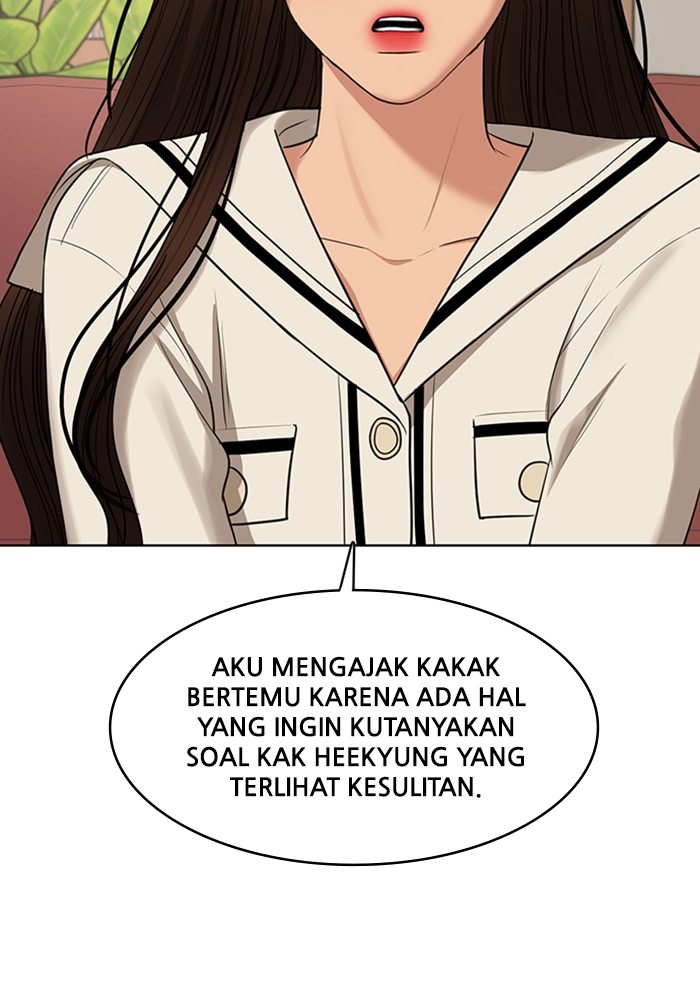 AKU MENGAJAK KAKAK
BERTEMU KARENA ADA HAL
YANG INGIN KUTANYAKAN
SOAL KAK HEEKYUNG YANG
TERLIHAT KESULITAN.